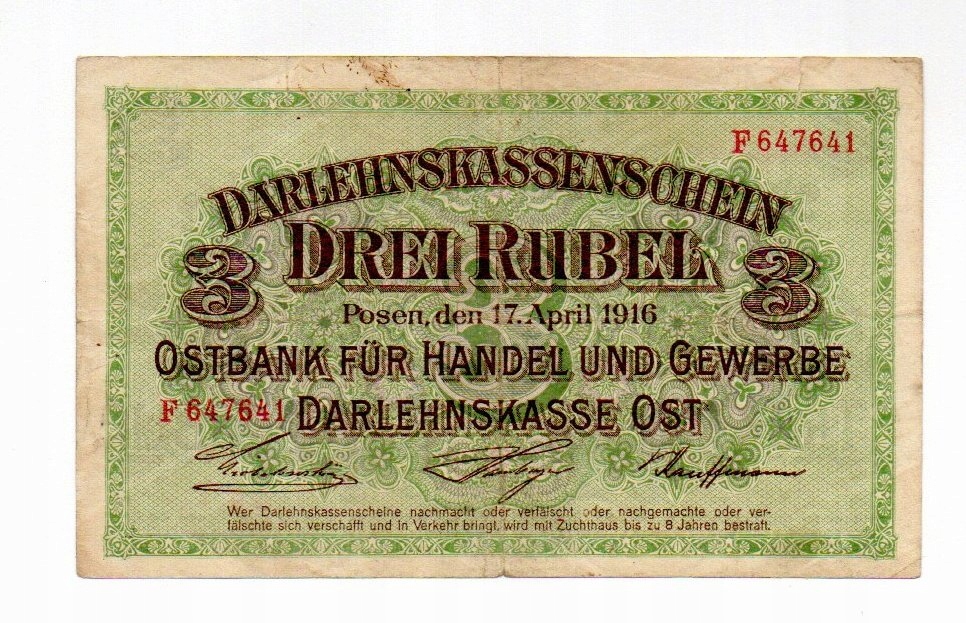 F 647641
DARLEHNSKASSENSCHEIN
3 DREI RUBEL 3
Posen, den 17. April 1916
OSTBANK FÜR HANDEL UND GEWERBE
F 647641 DARLEHNSKASSE OST
Kauffmann
Wer Darlehnskassenscheine nachmacht oder verfälscht oder nachgemachte oder ver-
fälschte sich verschafft und in Verkehr bringt, wird mit Zuchthaus bis zu 8 Jahren bestraft.